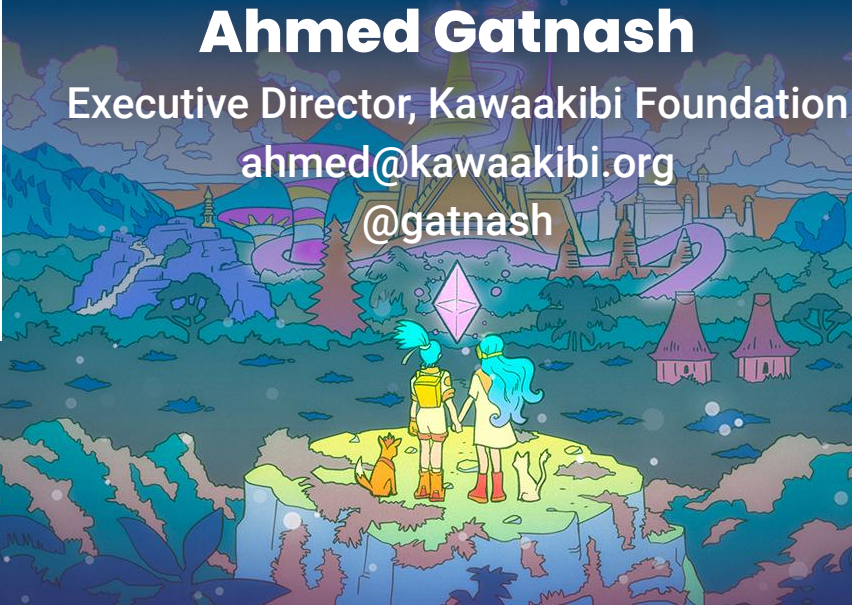 Ahmed Gatnash
Executive Director, Kawaakibi Foundation
ahmed@kawaakibi.org
@gatnash